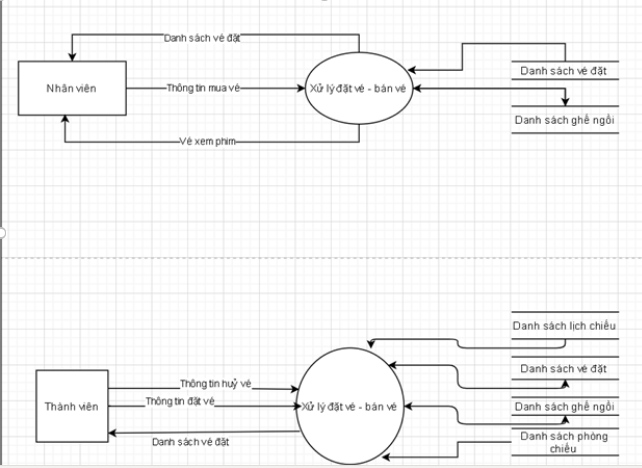 Danh sách vé đặt
Nhân viên
Thông tin mua vé
Xử lý đặt vé - bán vé
Danh sách vé đặt
Danh sách ghế ngồi
Vé xem phim
Danh sách lịch chiếu
Danh sách vé đặt
Thông tin huỷ vé
Thành viên
Thông tin đặt vé
Xử lý đặt vé - bán vé
Danh sách ghế ngồi
Danh sách vé đặt
Danh sách phòng
chiếu